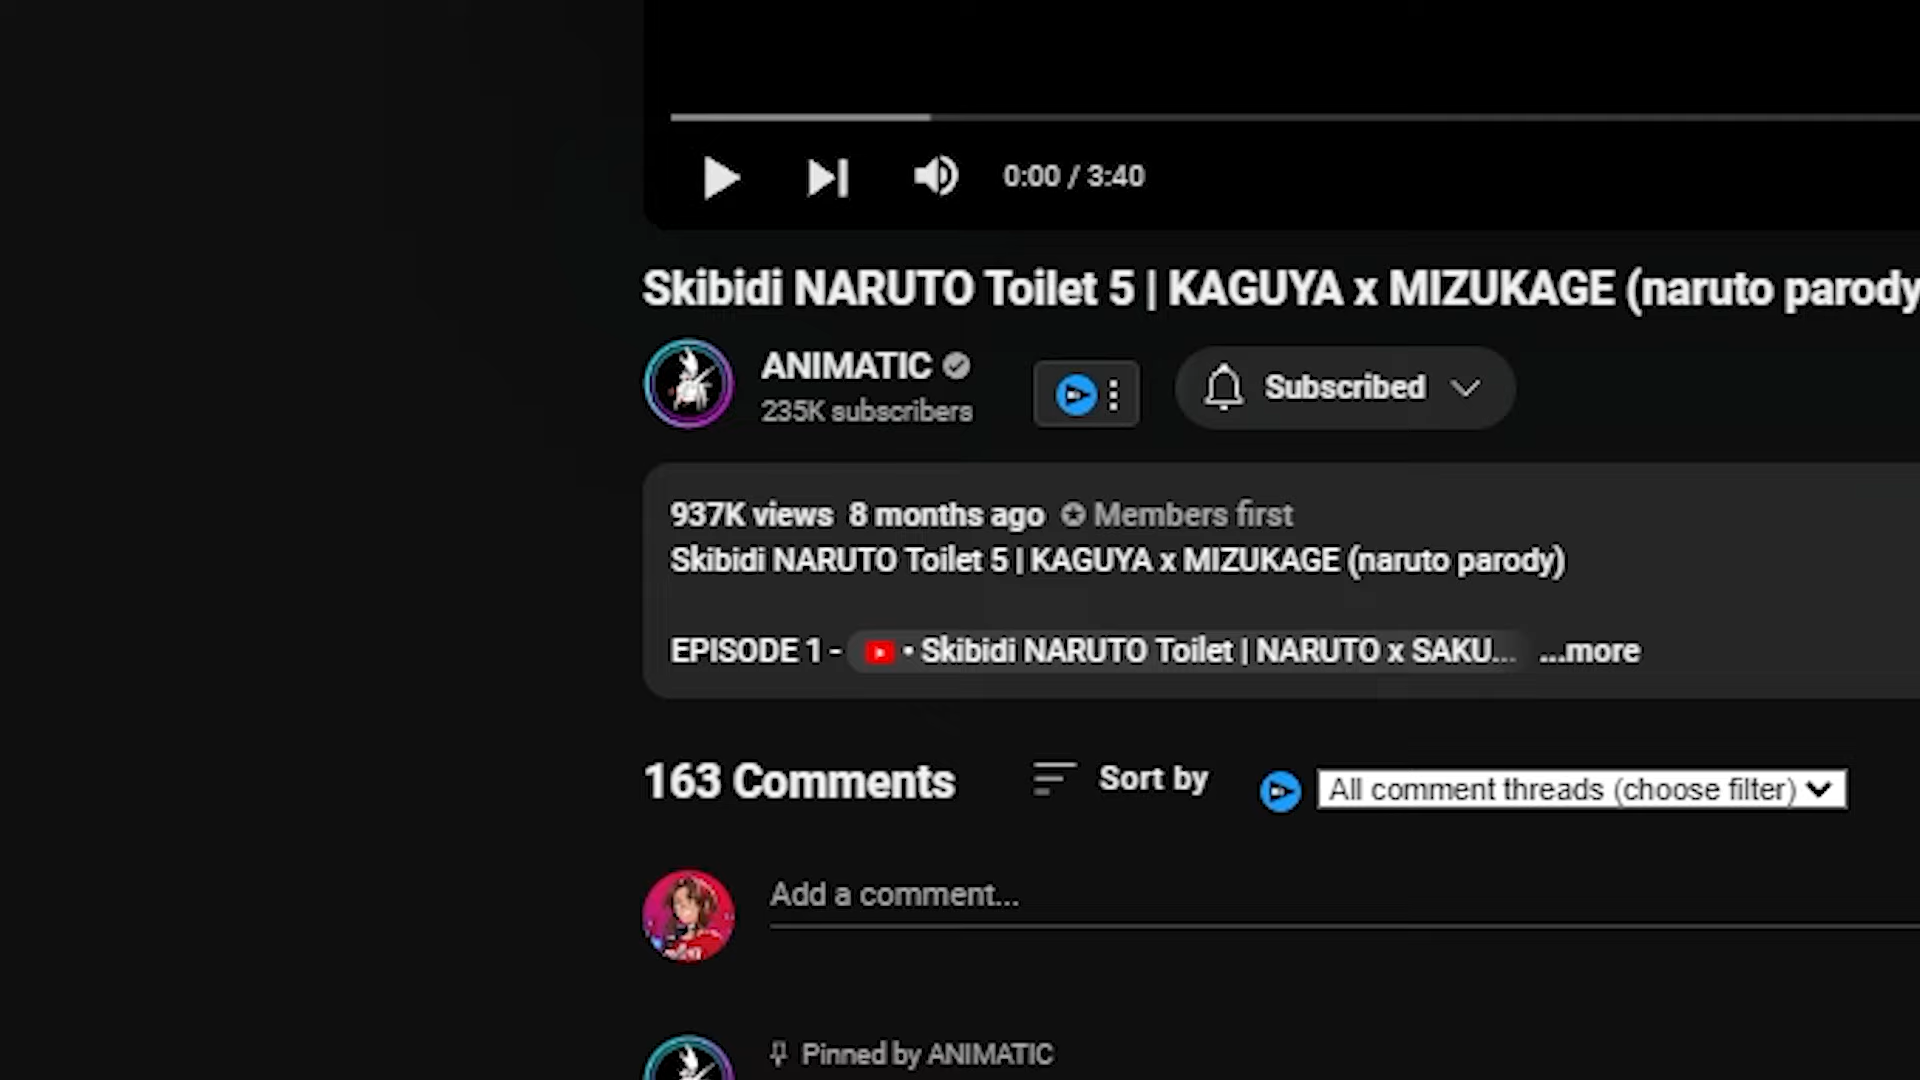 0:00 / 3:40
Skibidi NARUTO Toilet 5 | KAGUYA x MIZUKAGE (naruto parody
ANIMATIC
235K subscribers
Subscribed
937K views 8 months ago Members first
Skibidi NARUTO Toilet 5 | KAGUYA x MIZUKAGE (naruto parody)
EPISODE 1 - • Skibidi NARUTO Toilet | NARUTO x SAKU... ...more
163 Comments
Sort by
All comment threads (choose filter)
Add a comment...
Pinned by ANIMATIC